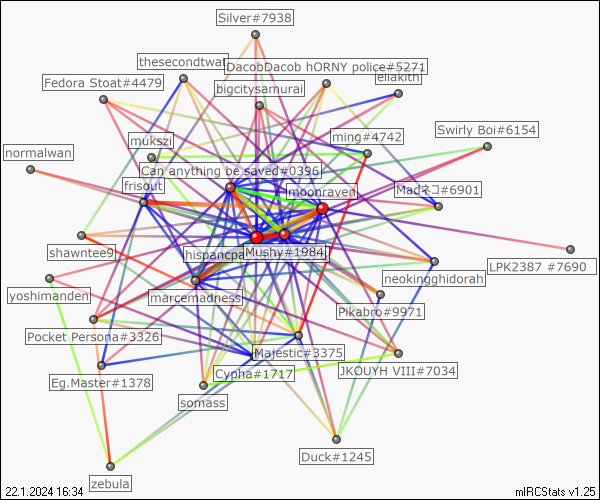 Silver#7938
thesecondtwat
DacobDacob hORNY police#5271
eliakith
Fedora Stoat#4479
bigcitysamurai
ming#4742
Swirly Boi#6154
mukszi
normalwan
Can anything be saved#0396
frisout
moonraven
Madネコ#6901
shawntee9
hispancpa
Mushy#1984
LPK2387 #7690
neokingghidorah
yoshimanden
marcemadness
Pikabro#9971
Pocket Persona#3326
Majestic#3375
Eg.Master#1378
Cypha#1717
JKOUYH VIII#7034
somass
Duck#1245
zebula
22.1.2024 16:34
mIRCStats v1.25